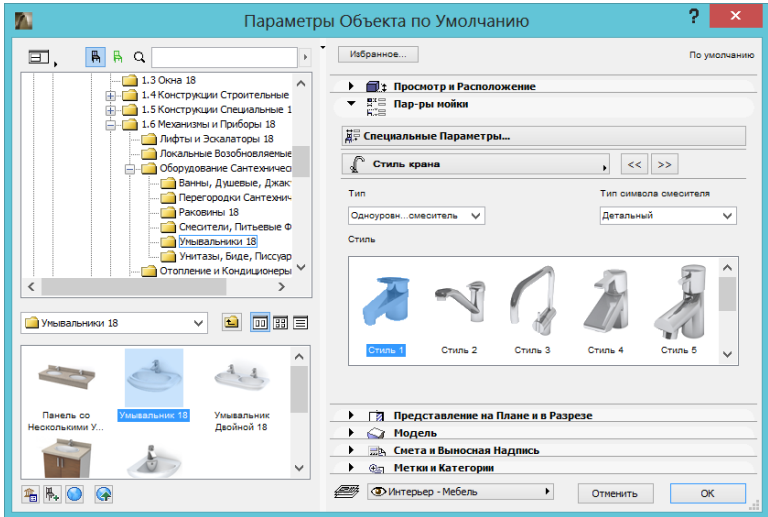 Параметры Объекта по Умолчанию
?
1.3 Окна 18
1.4 Конструкции Строительные
1.5 Конструкции Специальные 1
1.6 Механизмы и Приборы 18
Лифты и Эскалаторы 18
Локальные Возобновляемые
Оборудование Сантехничес
Ванны, Душевые, Джак
Перегородки Сантехнич
Раковины 18
Смесители, Питьевые Ф
Умывальники 18
Унитазы, Биде, Писсуар
Отопление и Кондиционеры
Умывальники 18
Панель со
Несколькими У...
Умывальник 18
Умывальник
Двойной 18
Избранное...
По умолчанию
Просмотр и Расположение
Пар-ры мойки
Специальные Параметры...
Стиль крана
<<
>>
Тип
Тип символа смесителя
Одноуровн...смеситель
Детальный
Стиль
Стиль 1
Стиль 2
Стиль 3
Стиль 4
Стиль 5
Представление на Плане и в Разрезе
Модель
Смета и Выносная Надпись
Метки и Категории
Интерьер - Мебель
Отменить
OK